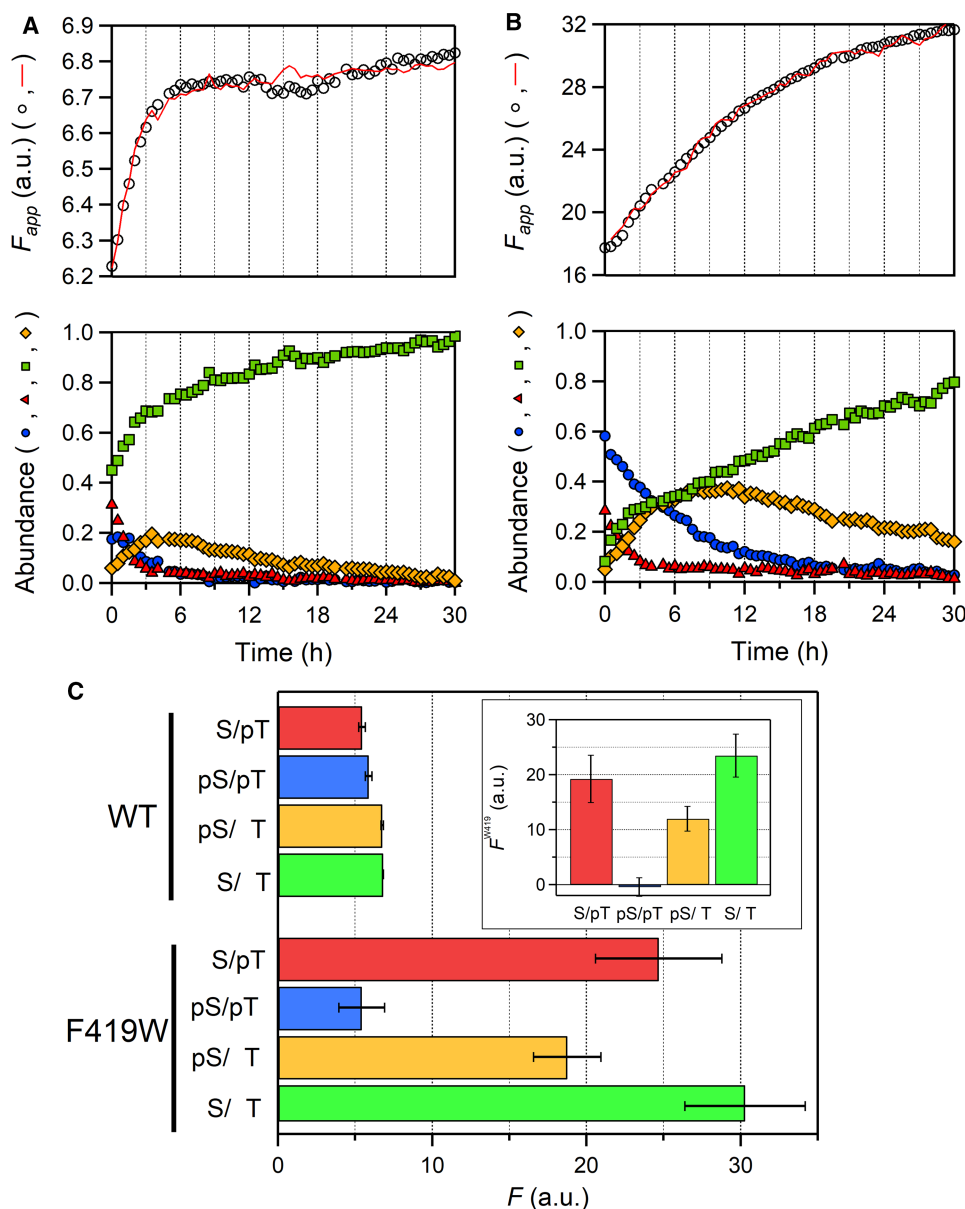 A
B
F_app (a.u.) ( ○ , — )
6.9
6.8
6.7
6.6
6.5
6.4
6.3
6.2
F_app (a.u.) ( ○ , — )
32
28
24
20
16
Abundance ( ● , ▲ , ■ , ◆ )
1.0
0.8
0.6
0.4
0.2
0.0
0 6 12 18 24 30
Time (h)
Abundance ( ● , ▲ , ■ , ◆ )
1.0
0.8
0.6
0.4
0.2
0.0
0 6 12 18 24 30
Time (h)
C
WT
S/pT
pS/pT
pS/ T
S/ T
F419W
S/pT
pS/pT
pS/ T
S/ T
0 10 20 30
F (a.u.)
F^W419 (a.u.)
30
20
10
0
S/pT pS/pT pS/ T S/ T